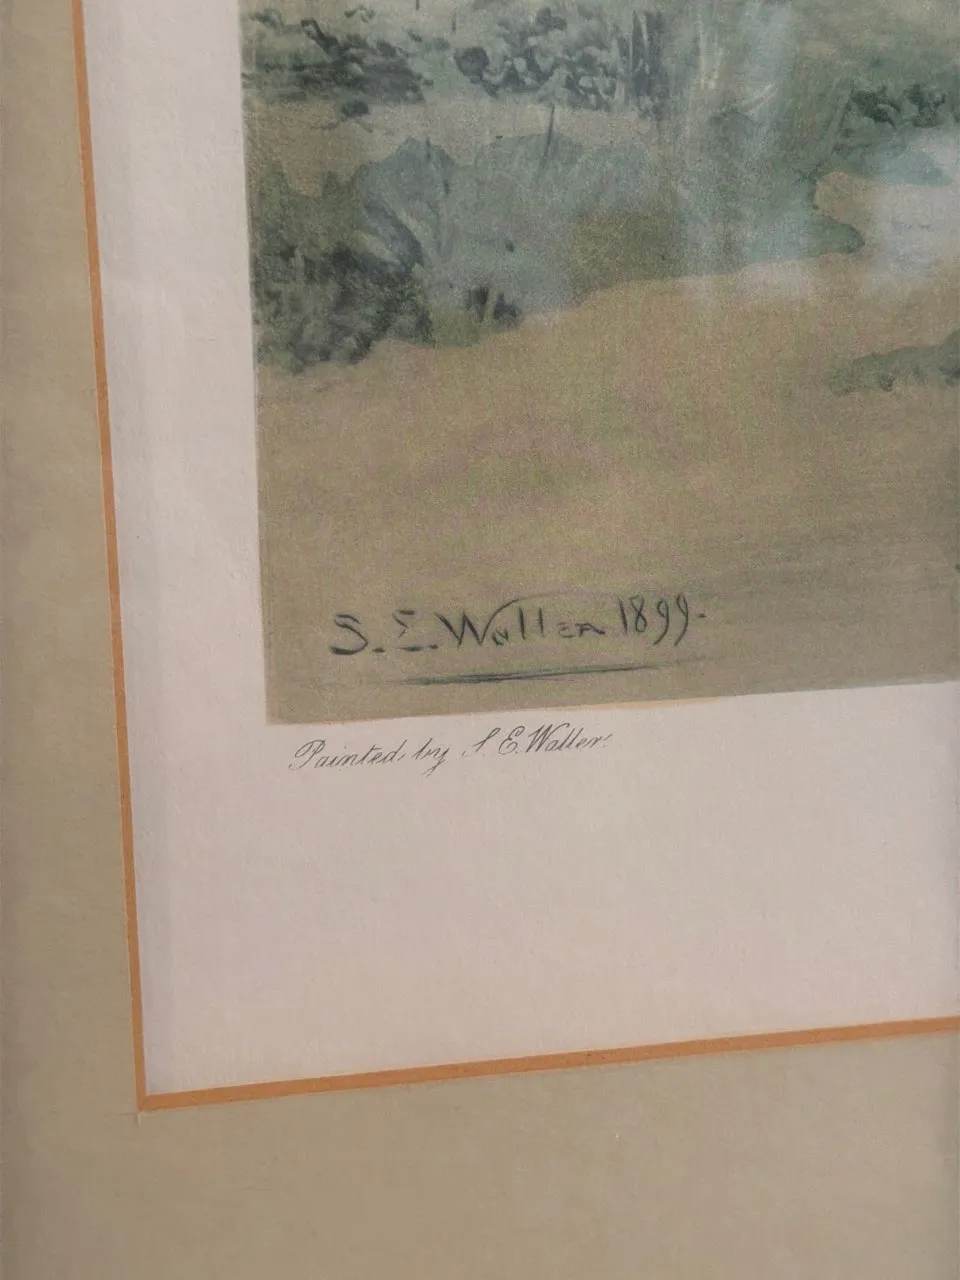 S. E. Waller 1899.
Painted by S. E. Waller.